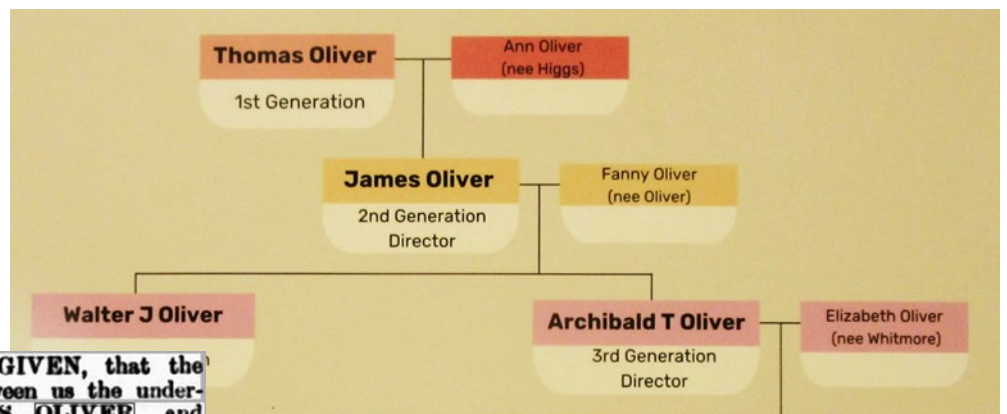 Thomas Oliver
1st Generation
Ann Oliver
(nee Higgs)
James Oliver
2nd Generation
Director
Fanny Oliver
(nee Oliver)
Walter J Oliver
Archibald T Oliver
3rd Generation
Director
Elizabeth Oliver
(nee Whitmore)
GIVEN, that the
us the under-
OLIVER, and